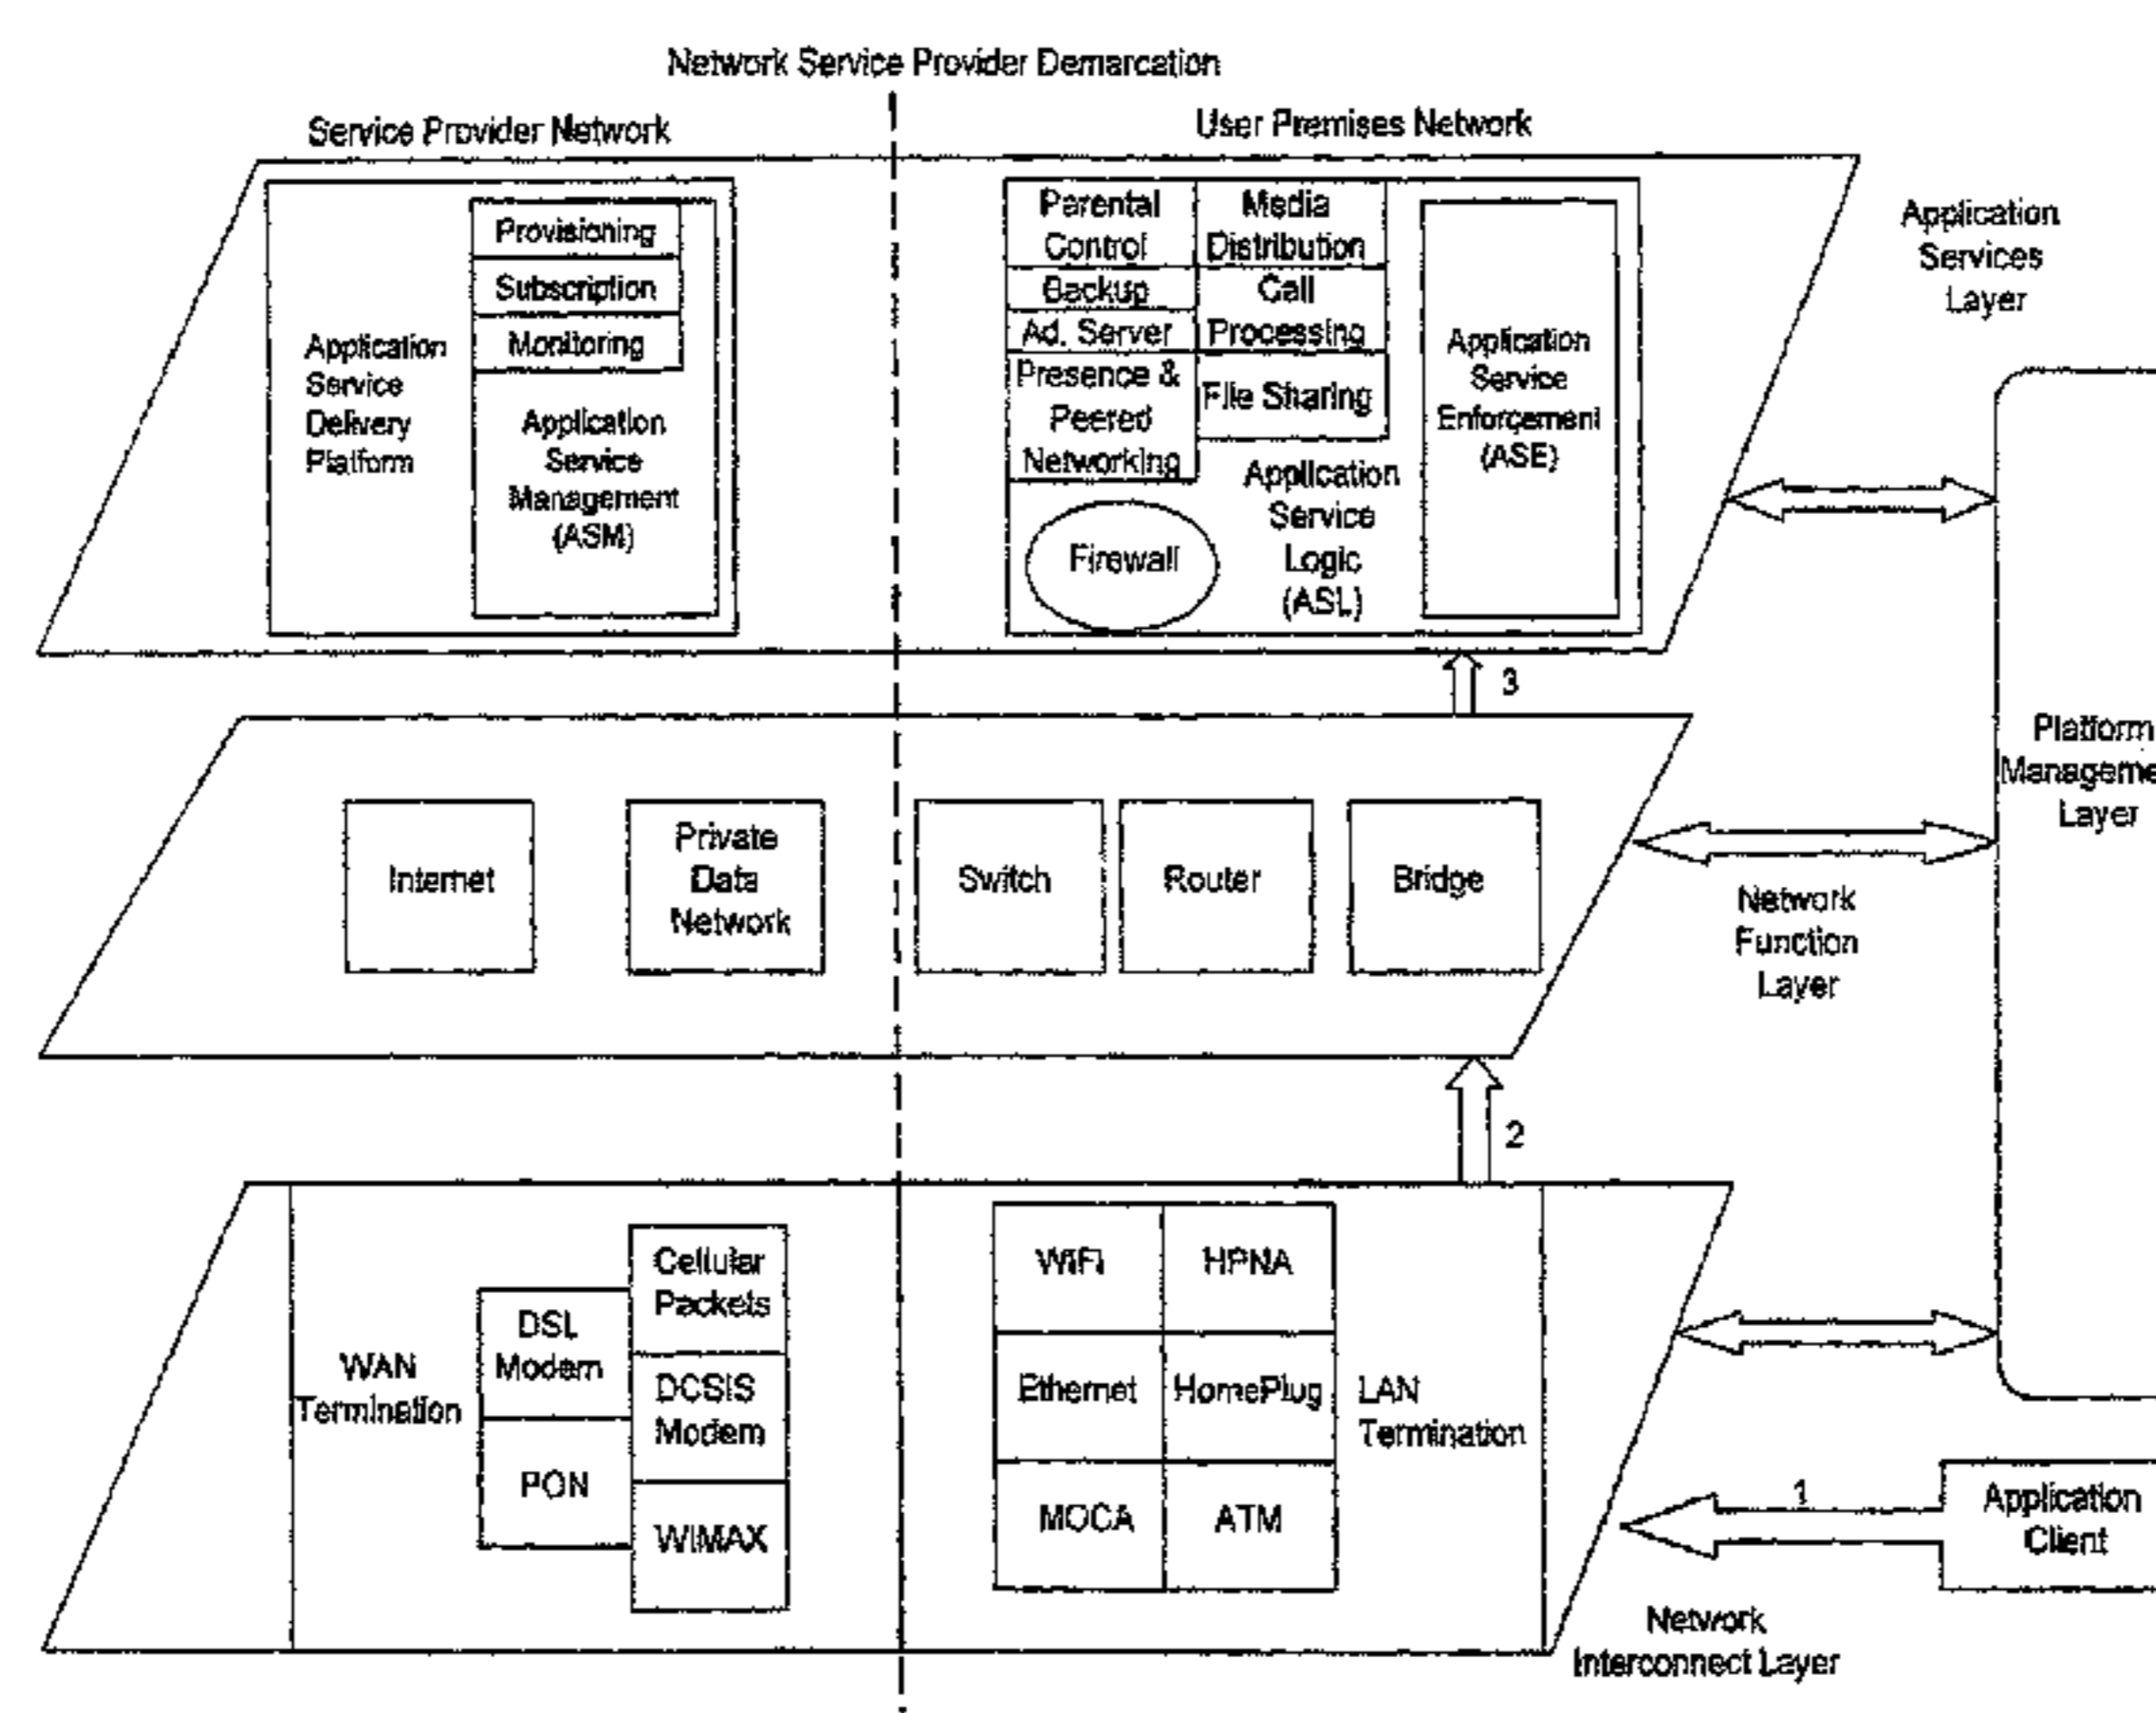 Network Service Provider Demarcation
Service Provider Network
User Premises Network
Provisioning
Subscription
Monitoring
Application
Service
Delivery
Platform
Application
Service
Management
(ASM)
Parental
Control
Media
Distribution
Backup
Call
Processing
Ad. Server
Presence &
Peered
Networking
File Sharing
Application
Service
Logic
(ASL)
Firewall
Application
Service
Enforcement
(ASE)
Application
Services
Layer
3
Internet
Private
Data
Network
Switch
Router
Bridge
Network
Function
Layer
Platform
Manageme
Layer
2
WAN
Termination
DSL
Modem
PON
Cellular
Packets
DCSIS
Modem
WIMAX
WiFi
HPNA
Ethernet
HomePlug
MOCA
ATM
LAN
Termination
1
Application
Client
Network
Interconnect Layer